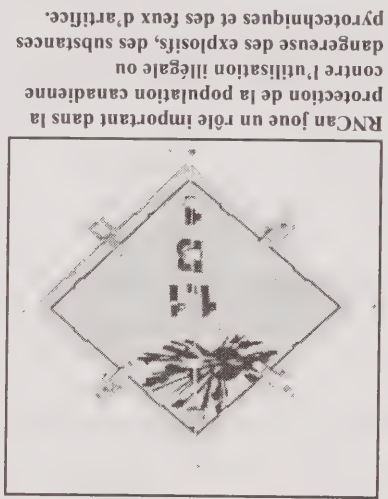 1.1
D
1
RNCan joue un rôle important dans la
protection de la population canadienne
contre l'utilisation illégale ou
dangereuse des explosifs, des substances
pyrotechniques et des feux d'artifice.